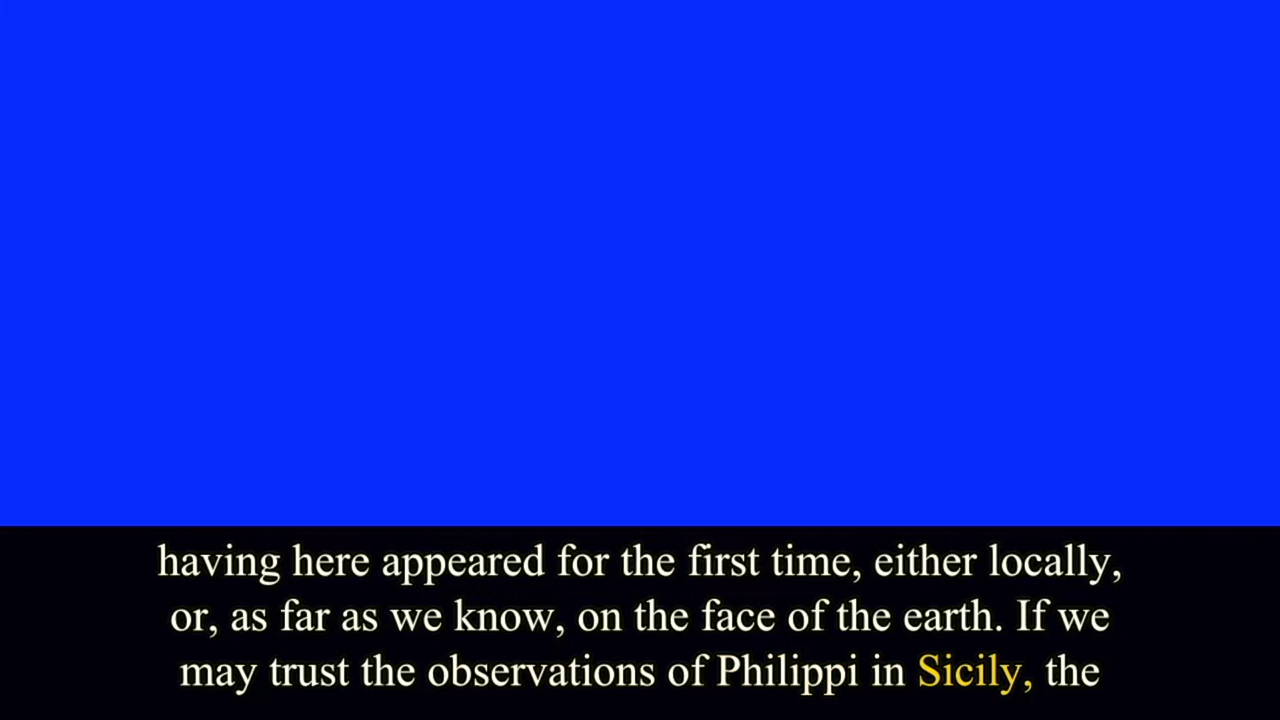 having here appeared for the first time, either locally,
or, as far as we know, on the face of the earth. If we
may trust the observations of Philippi in Sicily, the